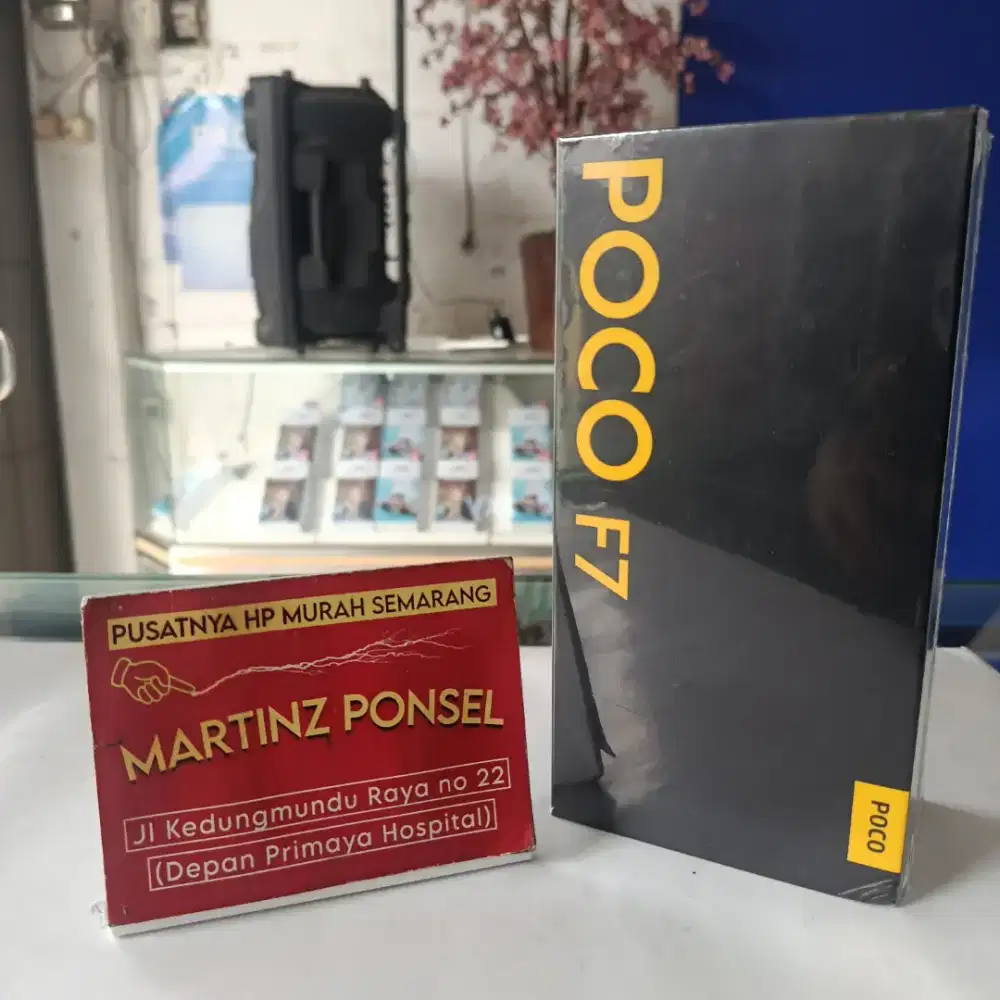 PUSATNYA HP MURAH SEMARANG
MARTINZ PONSEL
Jl Kedungmundu Raya no 22
(Depan Primaya Hospital)
POCO F7
POCO